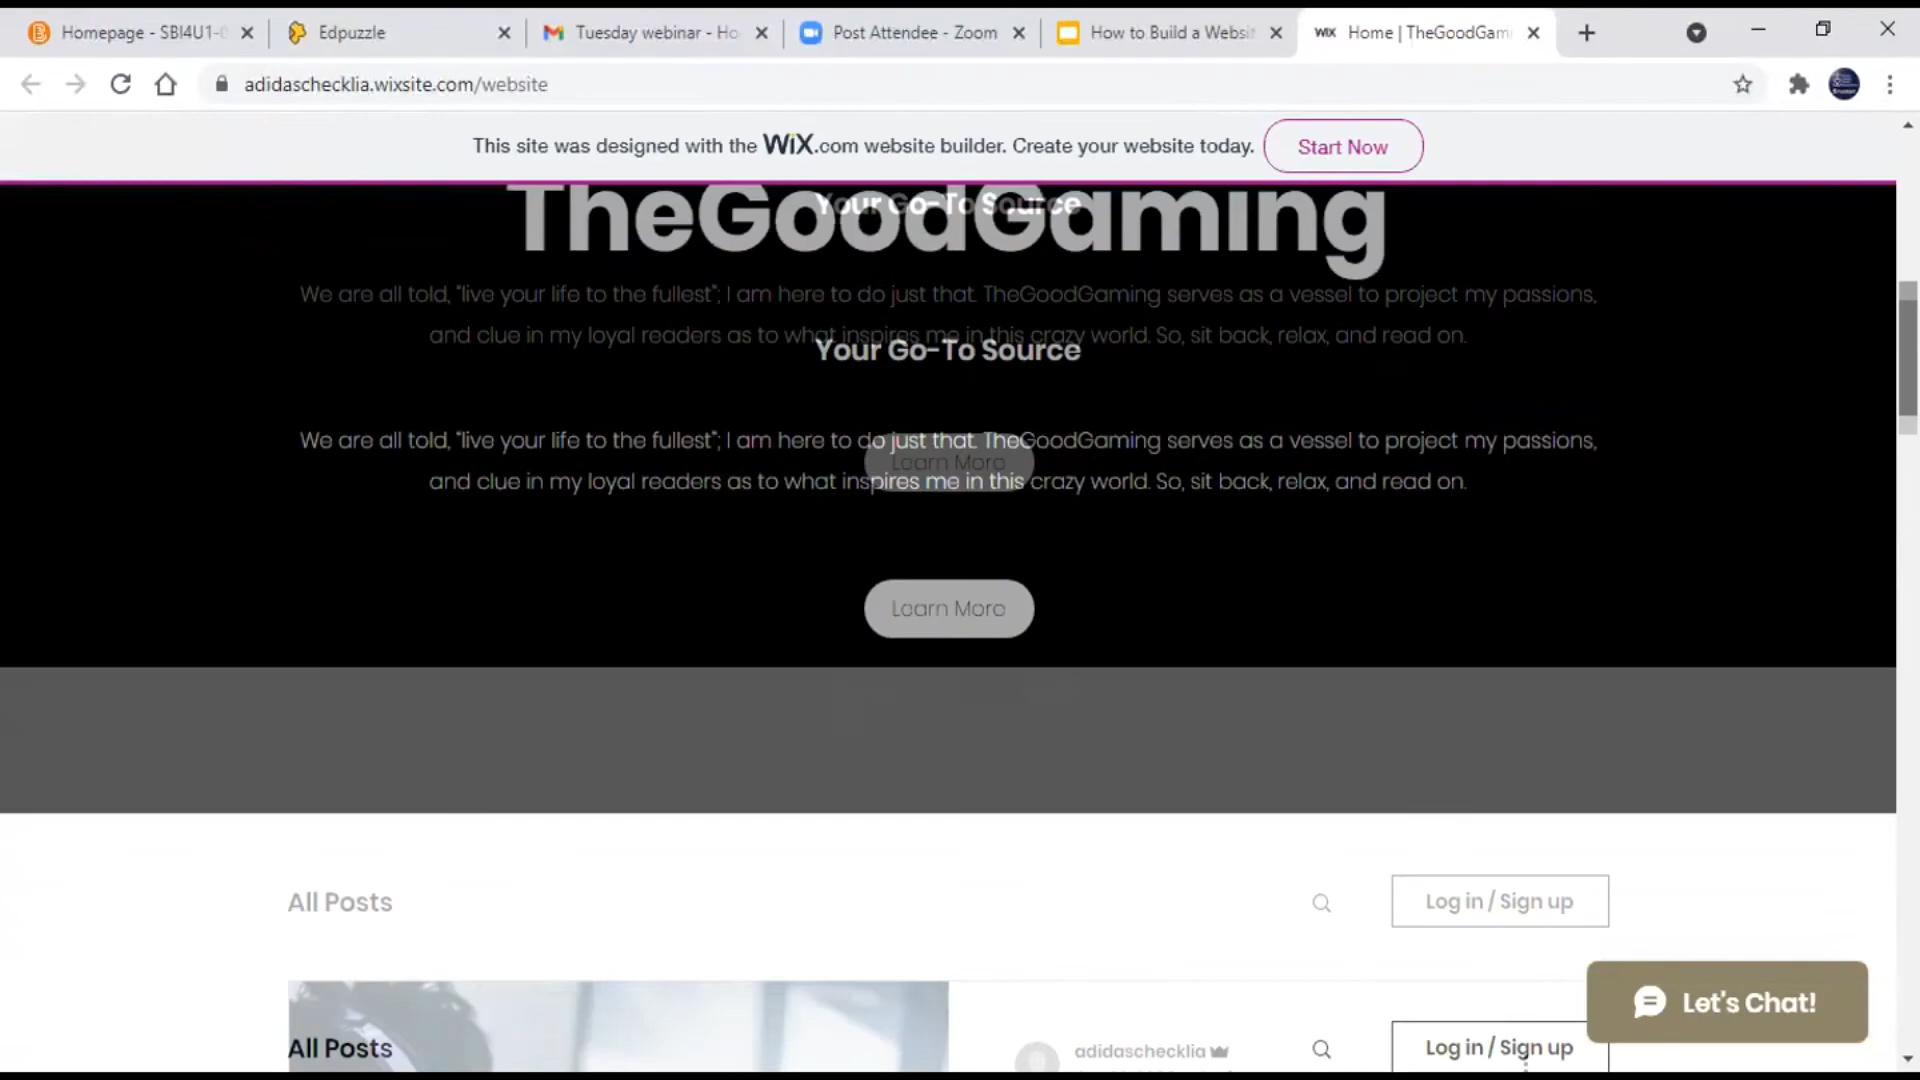 Homepage - SBI4U1-0
Edpuzzle
Tuesday webinar - Ho
Post Attendee - Zoom
How to Build a Websi
WiX Home | TheGoodGam
adidaschecklia.wixsite.com/website
This site was designed with the WiX.com website builder. Create your website today.
Start Now
TheGoodGaming
Your Go-To Source
We are all told, "live your life to the fullest"; I am here to do just that. TheGoodGaming serves as a vessel to project my passions,
and clue in my loyal readers as to what inspires me in this crazy world. So, sit back, relax, and read on.
Your Go-To Source
We are all told, "live your life to the fullest"; I am here to do just that. TheGoodGaming serves as a vessel to project my passions,
Learn More
and clue in my loyal readers as to what inspires me in this crazy world. So, sit back, relax, and read on.
Learn More
All Posts
Log in / Sign up
Let's Chat!
All Posts
adidaschecklia
Log in / Sign up